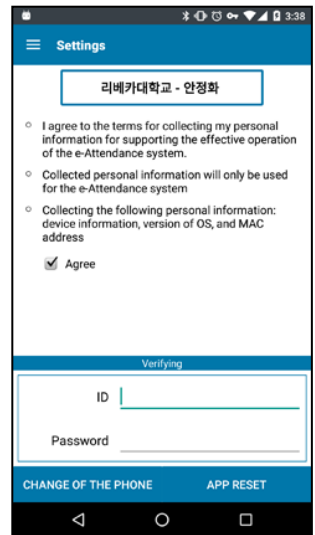 3:38
Settings
리베카대학교 - 안정화
I agree to the terms for collecting my personal
information for supporting the effective operation
of the e-Attendance system.
Collected personal information will only be used
for the e-Attendance system
Collecting the following personal information:
device information, version of OS, and MAC
address
Agree
Verifying
ID
Password
CHANGE OF THE PHONE APP RESET